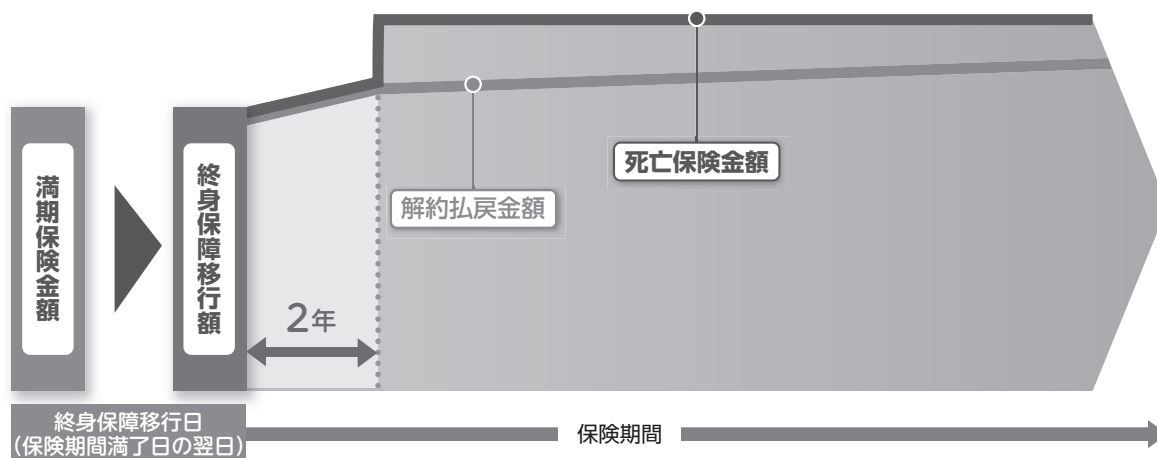 満期保険金額
終身保障移行額
2年
解約払戻金額
死亡保険金額
終身保障移行日
(保険期間満了日の翌日)
保険期間